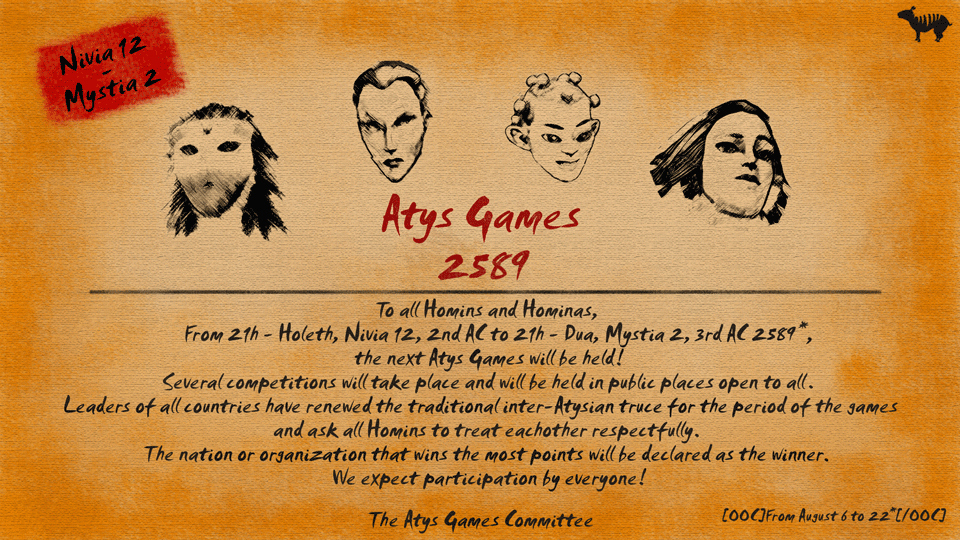 Nivia 12
-
Mystia 2
Atys Games
2589
To all Homins and Hominas,
From 21h - Holeth, Nivia 12, 2nd AC to 21h - Dua, Mystia 2, 3rd AC 2589*,
the next Atys Games will be held!
Several competitions will take place and will be held in public places open to all.
Leaders of all countries have renewed the traditional inter-Atysian truce for the period of the games
and ask all Homins to treat eachother respectfully.
The nation or organization that wins the most points will be declared as the winner.
We expect participation by everyone!
The Atys Games Committee
[OOC]From August 6 to 22*[/OOC]